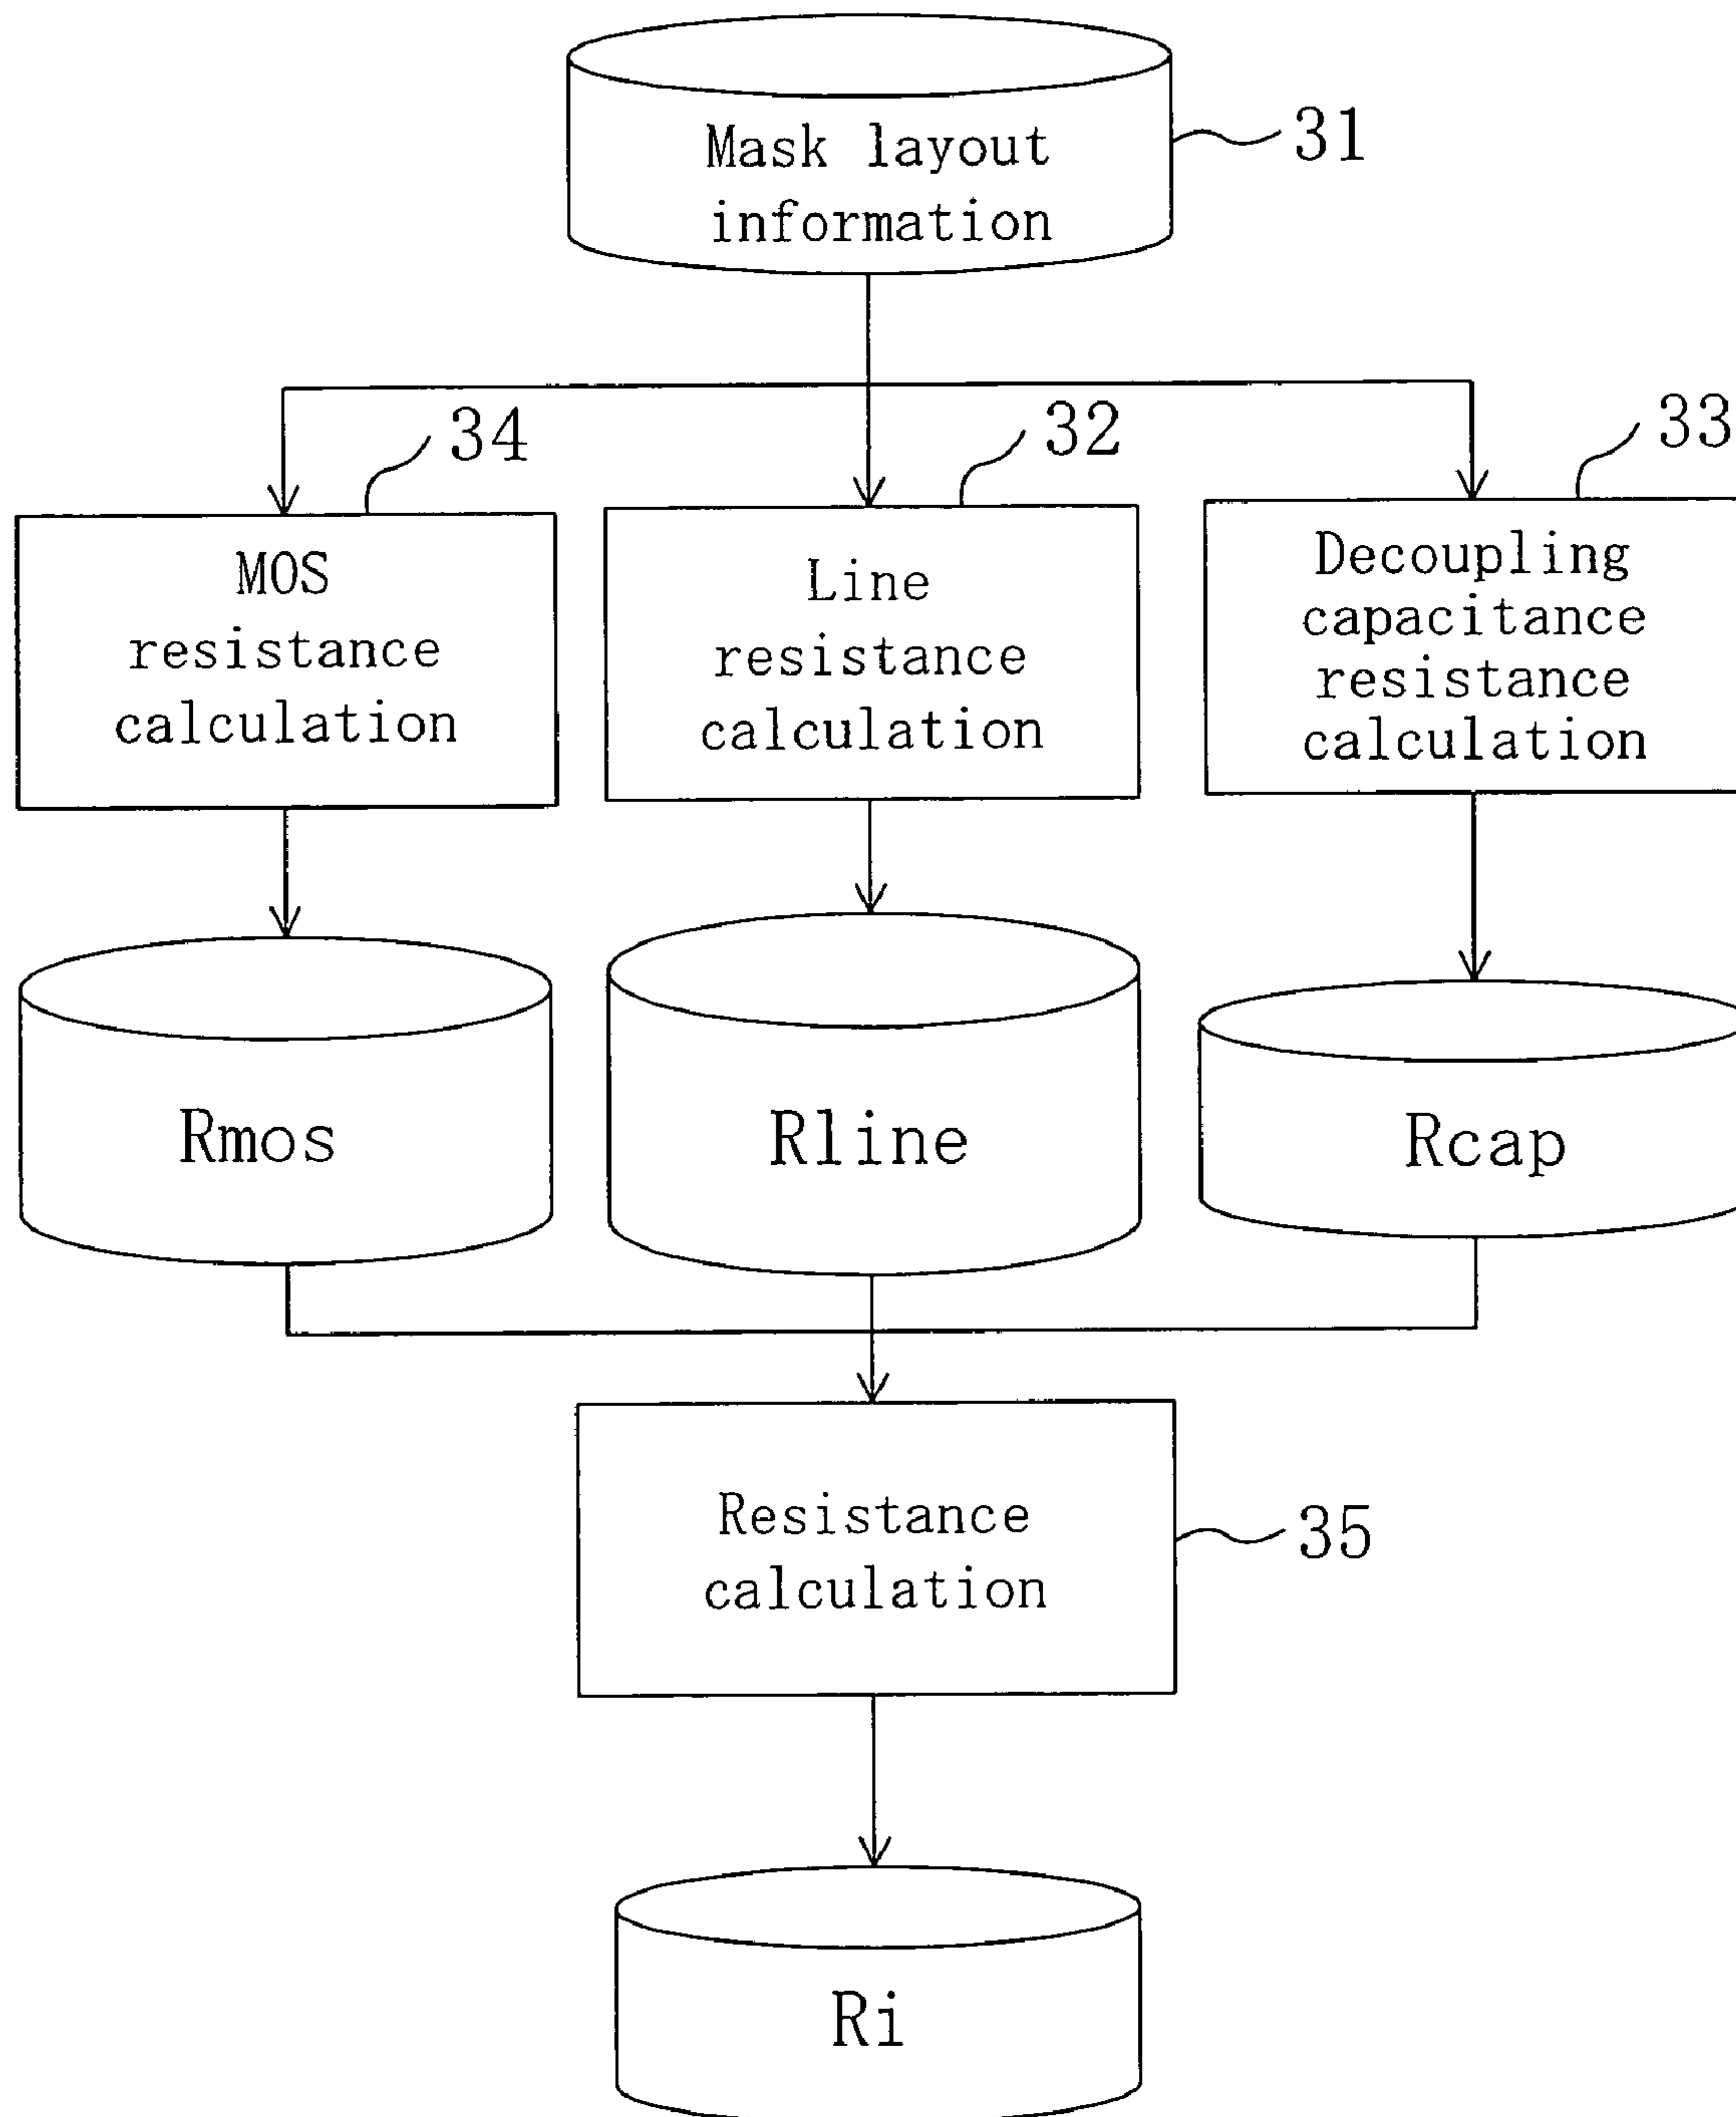 Mask layout
information
31
34
MOS
resistance
calculation
32
Line
resistance
calculation
33
Decoupling
capacitance
resistance
calculation
Rmos
Rline
Rcap
Resistance
calculation
35
Ri